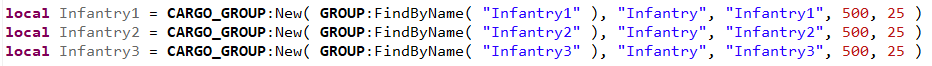 local Infantry1 = CARGO_GROUP:New( GROUP:FindByName( "Infantry1" ), "Infantry", "Infantry1", 500, 25 )
local Infantry2 = CARGO_GROUP:New( GROUP:FindByName( "Infantry2" ), "Infantry", "Infantry2", 500, 25 )
local Infantry3 = CARGO_GROUP:New( GROUP:FindByName( "Infantry3" ), "Infantry", "Infantry3", 500, 25 )